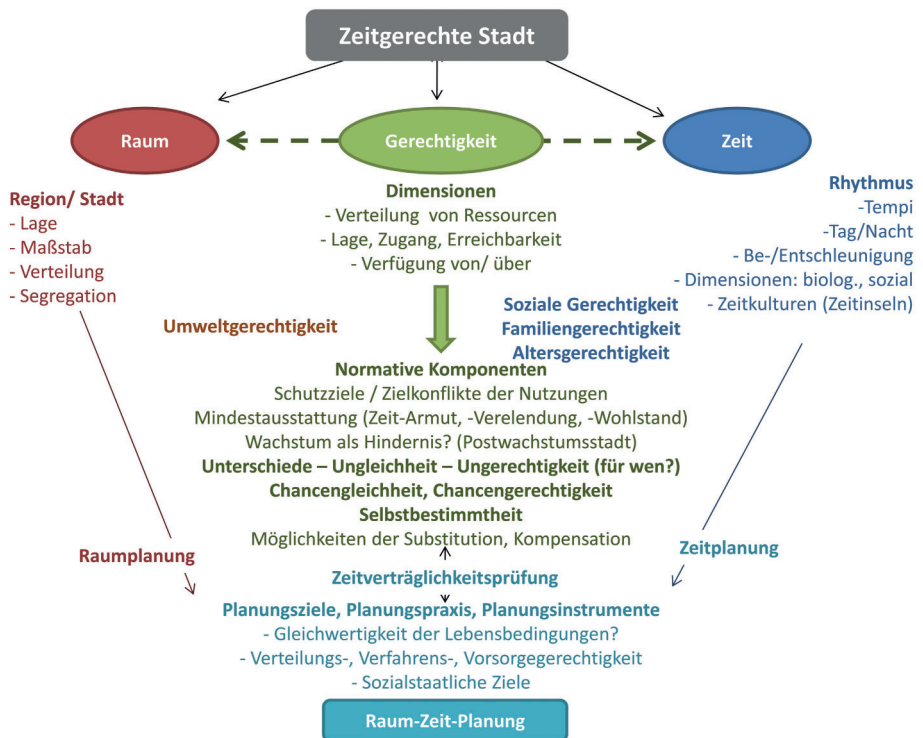 Zeitgerechte Stadt
Raum
Gerechtigkeit
Zeit
Region/ Stadt
- Lage
- Maßstab
- Verteilung
- Segregation
Dimensionen
- Verteilung von Ressourcen
- Lage, Zugang, Erreichbarkeit
- Verfügung von/ über
Rhythmus
-Tempi
-Tag/Nacht
- Be-/Entschleunigung
- Dimensionen: biolog., sozial
- Zeitkulturen (Zeitinseln)
Umweltgerechtigkeit
Soziale Gerechtigkeit
Familiengerechtigkeit
Altersgerechtigkeit
Normative Komponenten
Schutzziele / Zielkonflikte der Nutzungen
Mindestausstattung (Zeit-Armut, -Verelendung, -Wohlstand)
Wachstum als Hindernis? (Postwachstumsstadt)
Unterschiede – Ungleichheit – Ungerechtigkeit (für wen?)
Chancengleichheit, Chancengerechtigkeit
Selbstbestimmtheit
Möglichkeiten der Substitution, Kompensation
Raumplanung
Zeitplanung
Zeitverträglichkeitsprüfung
Planungsziele, Planungspraxis, Planungsinstrumente
- Gleichwertigkeit der Lebensbedingungen?
- Verteilungs-, Verfahrens-, Vorsorgegerechtigkeit
- Sozialstaatliche Ziele
Raum-Zeit-Planung